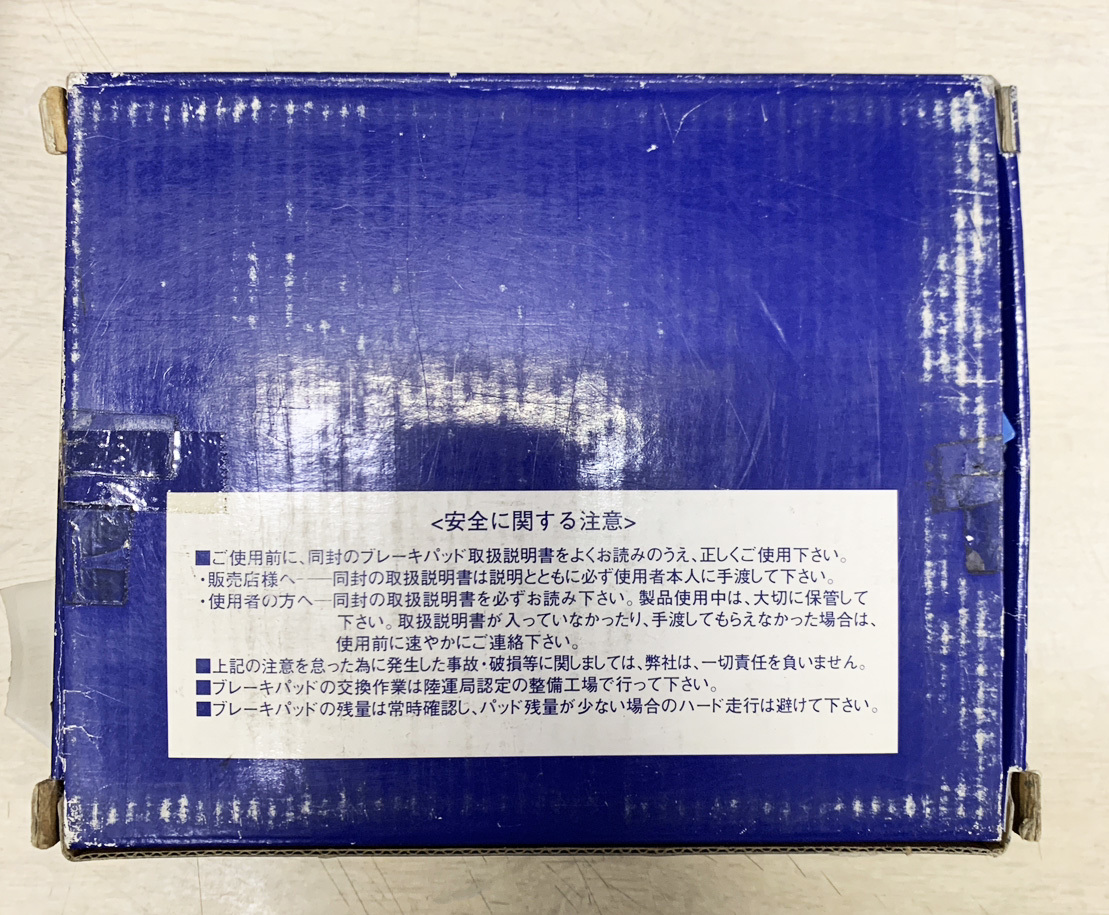 <安全に関する注意>
■ご使用前に、同封のブレーキパッド取扱説明書をよくお読みのうえ、正しくご使用下さい。
・販売店様へ──同封の取扱説明書は説明とともに必ず使用者本人に手渡して下さい。
・使用者の方へ─同封の取扱説明書を必ずお読み下さい。製品使用中は、大切に保管して
下さい。取扱説明書が入っていなかったり、手渡してもらえなかった場合は、
使用前に速やかにご連絡下さい。
■上記の注意を怠った為に発生した事故・破損等に関しましては、弊社は、一切責任を負いません。
■ブレーキパッドの交換作業は陸運局認定の整備工場で行って下さい。
■ブレーキパッドの残量は常時確認し、パッド残量が少ない場合のハード走行は避けて下さい。